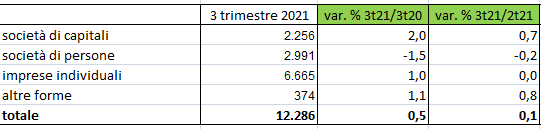 3 trimestre 2021 var. % 3t21/3t20 var. % 3t21/2t21
società di capitali 2.256 2,0 0,7
società di persone 2.991 -1,5 -0,2
imprese individuali 6.665 1,0 0,0
altre forme 374 1,1 0,8
totale 12.286 0,5 0,1